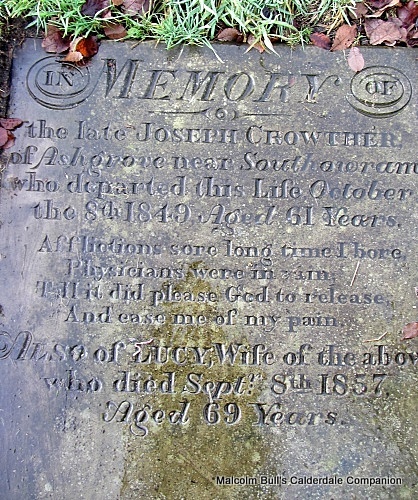 In MEMORY OF
the late JOSEPH CROWTHER,
of Ashgrove near Southowram
who departed this Life October
the 8th 1849 Aged 61 Years.
Afflictions sore long time I bore
Physicians were in vain,
Till it did please God to release,
And ease me of my pain.
ALSO of LUCY, Wife of the abov
who died Septr. 8th 1857,
Aged 69 Years.
Malcolm Bull's Calderdale Companion